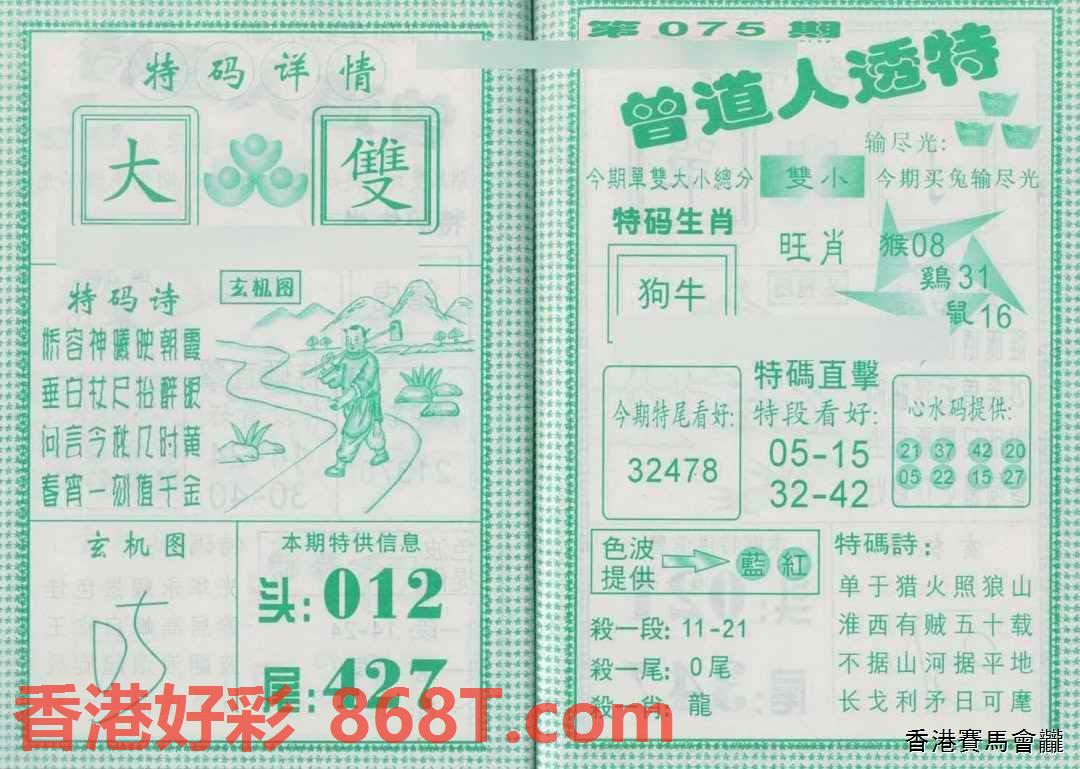 特码详情
大 雙
特码诗
玄机图
娇容神曦映朝霞
垂白杖尺抬醉眼
问言今夜几时黄
春宵一刻值千金
玄机图
本期特供信息
头:012
尾:427
第075期
曾道人透特
输尽光:
今期單雙大小總分 雙小 今期买兔输尽光
特码生肖
狗牛
旺肖
猴08
鷄31
鼠16
今期特尾看好:
32478
特碼直擊
特段看好:
05-15
32-42
心水码提供:
21 37 42 20
05 22 15 27
色波
提供
藍 紅
殺一段: 11-21
殺一尾: 0尾
殺一肖: 龍
特碼詩:
单于猎火照狼山
淮西有贼五十载
不据山河据平地
长戈利矛日可麾
香港好彩 868T.com
香港賽馬會